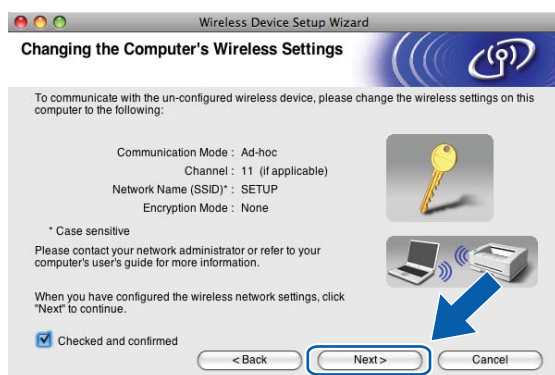 Wireless Device Setup Wizard
Changing the Computer's Wireless Settings
To communicate with the un-configured wireless device, please change the wireless settings on this
computer to the following:
Communication Mode : Ad-hoc
Channel : 11 (if applicable)
Network Name (SSID)* : SETUP
Encryption Mode : None
* Case sensitive
Please contact your network administrator or refer to your
computer's user's guide for more information.
When you have configured the wireless network settings, click
"Next" to continue.
Checked and confirmed
< Back Next > Cancel